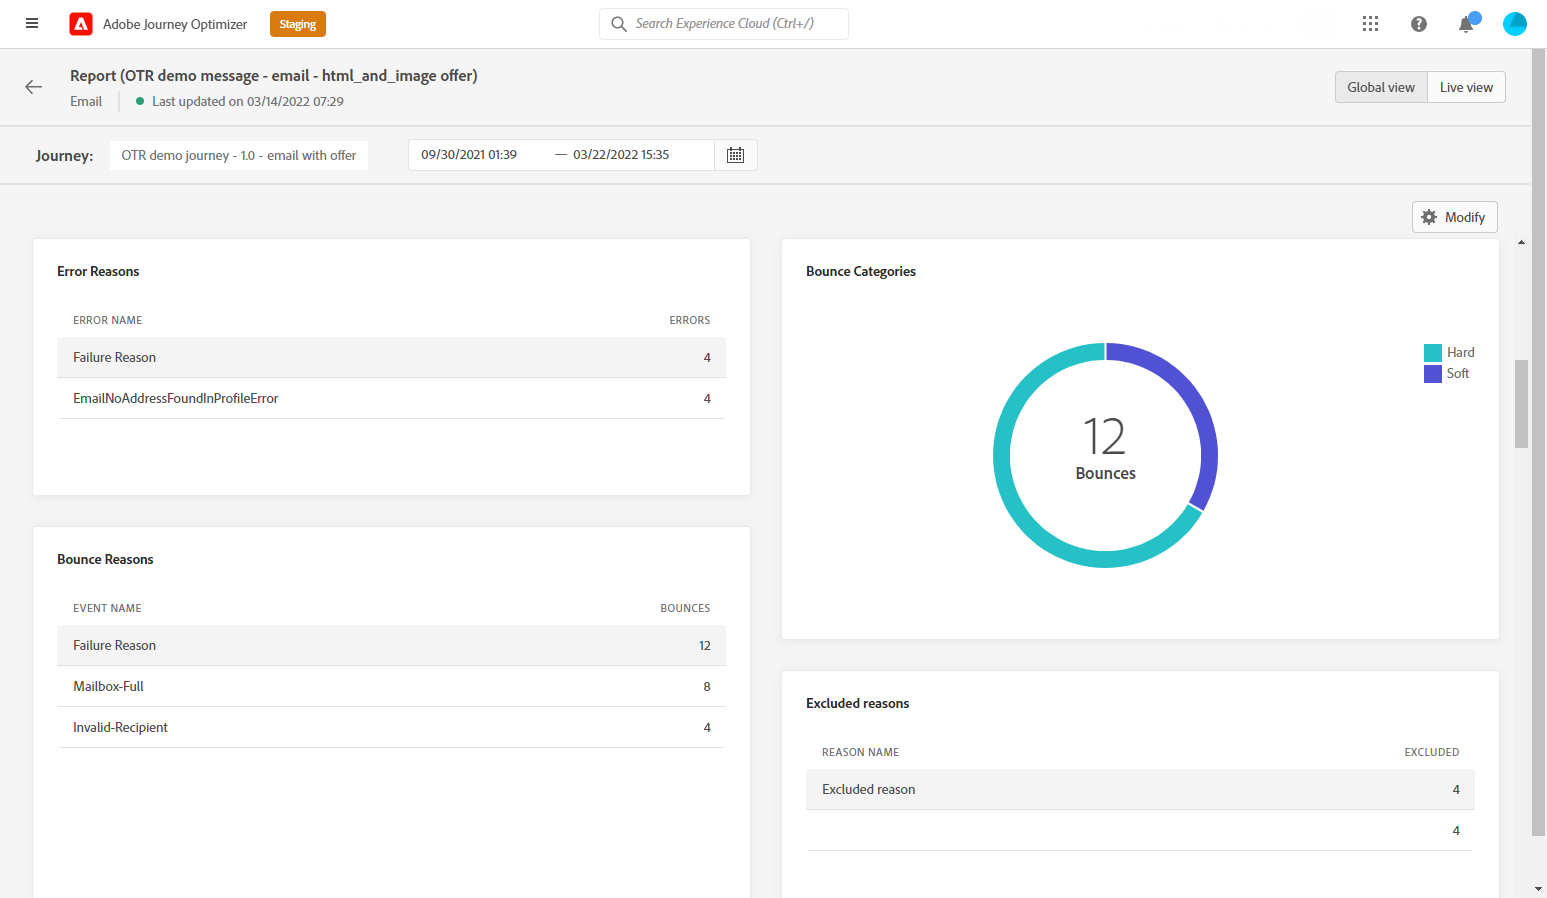 Adobe Journey Optimizer
Staging
Search Experience Cloud (Ctrl+/)
Report (OTR demo message - email - html_and_image offer)
Email
Last updated on 03/14/2022 07:29
Global view
Live view
Journey:
OTR demo journey - 1.0 - email with offer
09/30/2021 01:39 — 03/22/2022 15:35
Modify
Error Reasons
ERROR NAME ERRORS
Failure Reason 4
EmailNoAddressFoundInProfileError 4
Bounce Categories
12
Bounces
Hard
Soft
Bounce Reasons
EVENT NAME BOUNCES
Failure Reason 12
Mailbox-Full 8
Invalid-Recipient 4
Excluded reasons
REASON NAME EXCLUDED
Excluded reason 4
4